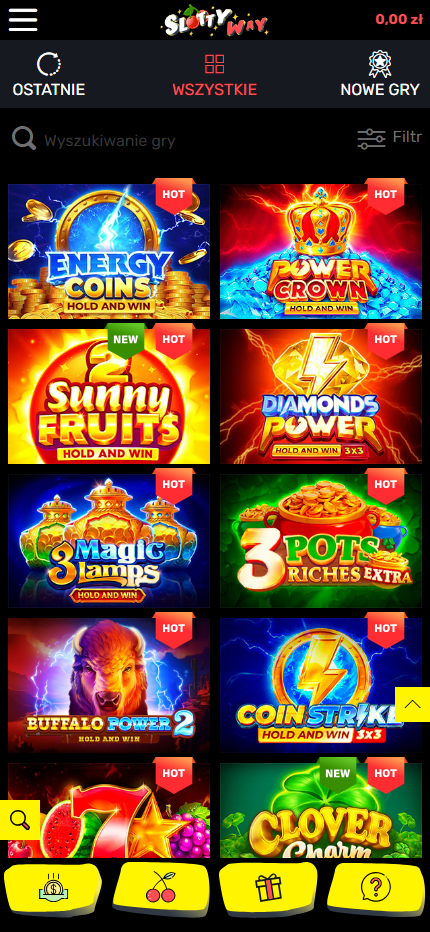 SLOTTY WAY
0,00 zł
OSTATNIE
WSZYSTKIE
NOWE GRY
Wyszukiwanie gry
Filtr
HOT
ENERGY
COINS
HOLD AND WIN
HOT
POWER
CROWN
HOLD AND WIN
NEW
HOT
2
Sunny
FRUITS
HOLD AND WIN
HOT
DIAMONDS
POWER
HOLD AND WIN 3x3
HOT
3 Magic
lamps
HOLD AND WIN
HOT
3 POTS
RICHES EXTRA
HOT
BUFFALO POWER 2
HOLD AND WIN
HOT
COIN STRIKE
HOLD AND WIN 3x3
HOT
7
NEW
HOT
CLOVER
Charm